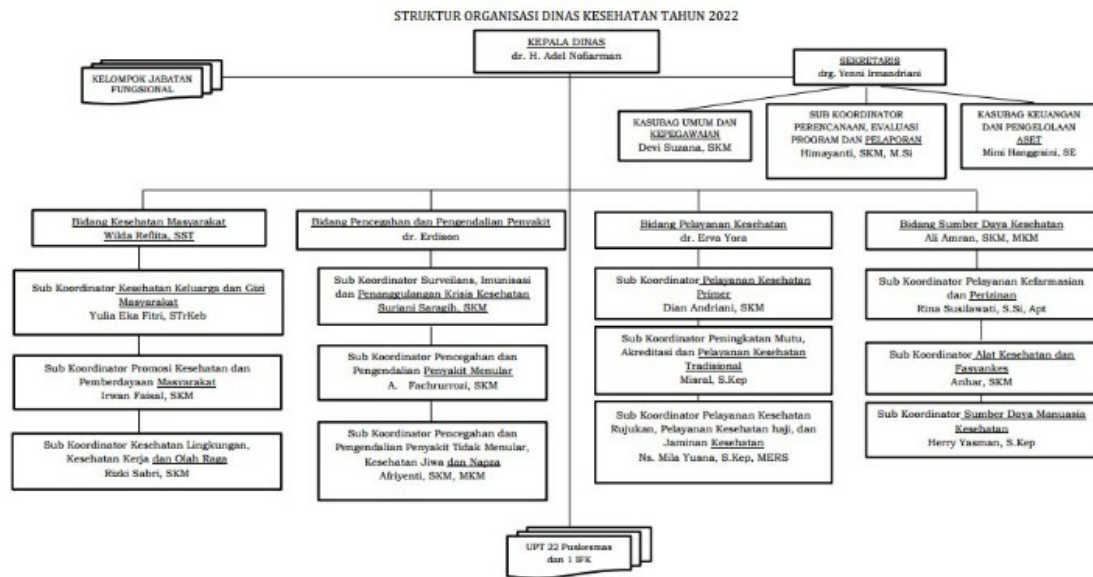 STRUKTUR ORGANISASI DINAS KESEHATAN TAHUN 2022
KEPALA DINAS
dr. H. Adel Nofiarman
KELOMPOK JABATAN
FUNGSIONAL
SEKRETARIS
drg. Yenni Irmandriani
KASUBAG UMUM DAN
KEPEGAWAIAN
Devi Suzana, SKM
SUB KOORDINATOR
PERENCANAAN, EVALUASI
PROGRAM DAN PELAPORAN
Himayanti, SKM, M.Si
KASUBAG KEUANGAN
DAN PENGELOLAAN
ASET
Mimi Hanggraini, SE
Bidang Kesehatan Masyarakat
Wilda Reflita, SST
Sub Koordinator Kesehatan Keluarga dan Gizi
Masyarakat
Yulia Eka Fitri, STrKeb
Sub Koordinator Promosi Kesehatan dan
Pemberdayaan Masyarakat
Irwan Faisal, SKM
Sub Koordinator Kesehatan Lingkungan,
Kesehatan Kerja dan Olah Raga
Rizki Sabri, SKM
Bidang Pencegahan dan Pengendalian Penyakit
dr. Erdison
Sub Koordinator Surveilans, Imunisasi
dan Penanggulangan Krisis Kesehatan
Suriani Saragih, SKM
Sub Koordinator Pencegahan dan
Pengendalian Penyakit Menular
A. Fachrurrozi, SKM
Sub Koordinator Pencegahan dan
Pengendalian Penyakit Tidak Menular,
Kesehatan Jiwa dan Napza
Afriyenti, SKM, MKM
Bidang Pelayanan Kesehatan
dr. Erva Yora
Sub Koordinator Pelayanan Kesehatan
Primer
Dian Andriani, SKM
Sub Koordinator Peningkatan Mutu,
Akreditasi dan Pelayanan Kesehatan
Tradisional
Misral, S.Kep
Sub Koordinator Pelayanan Kesehatan
Rujukan, Pelayanan Kesehatan haji, dan
Jaminan Kesehatan
Ns. Mila Yuana, S.Kep, MERS
Bidang Sumber Daya Kesehatan
Ali Amran, SKM, MKM
Sub Koordinator Pelayanan Kefarmasian
dan Perizinan
Rina Susilawati, S.Si, Apt
Sub Koordinator Alat Kesehatan dan
Fasyankes
Anhar, SKM
Sub Koordinator Sumber Daya Manuasia
Kesehatan
Herry Yasman, S.Kep
UPT 22 Puskesmas
dan 1 IFK